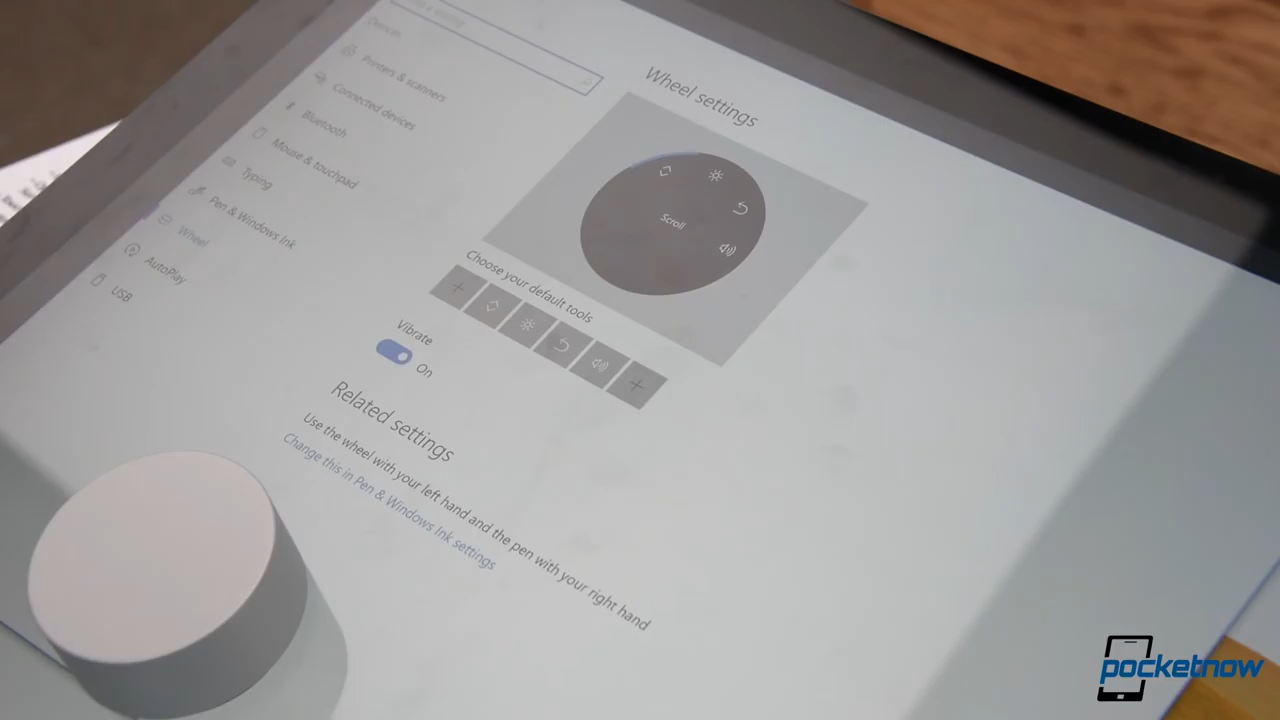 Devices
Printers & scanners
Connected devices
Bluetooth
Mouse & touchpad
Typing
Pen & Windows Ink
Wheel
AutoPlay
USB
Wheel settings
Scroll
Choose your default tools
Vibrate
On
Related settings
Use the wheel with your left hand and the pen with your right hand
Change this in Pen & Windows Ink settings
pocketnow